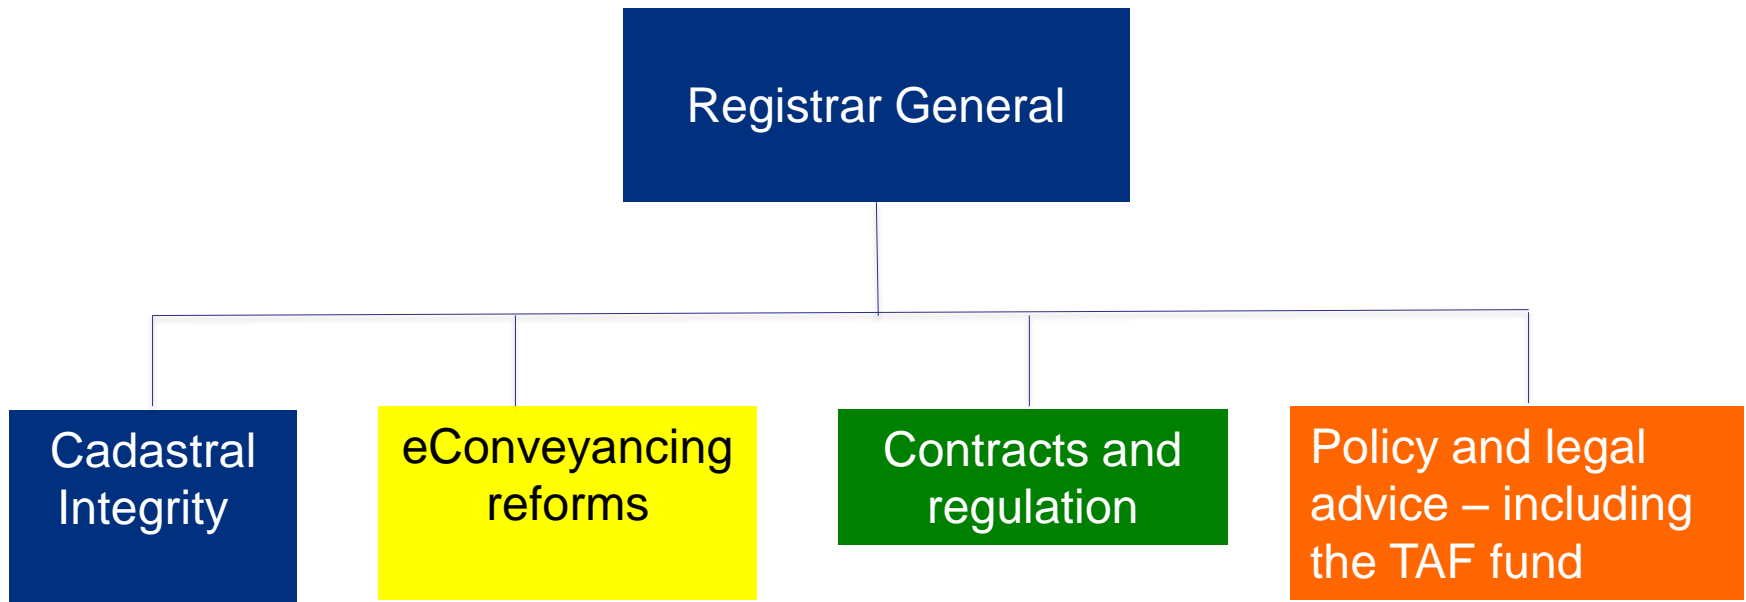 Registrar General
Cadastral
Integrity
eConveyancing
reforms
Contracts and
regulation
Policy and legal
advice – including
the TAF fund